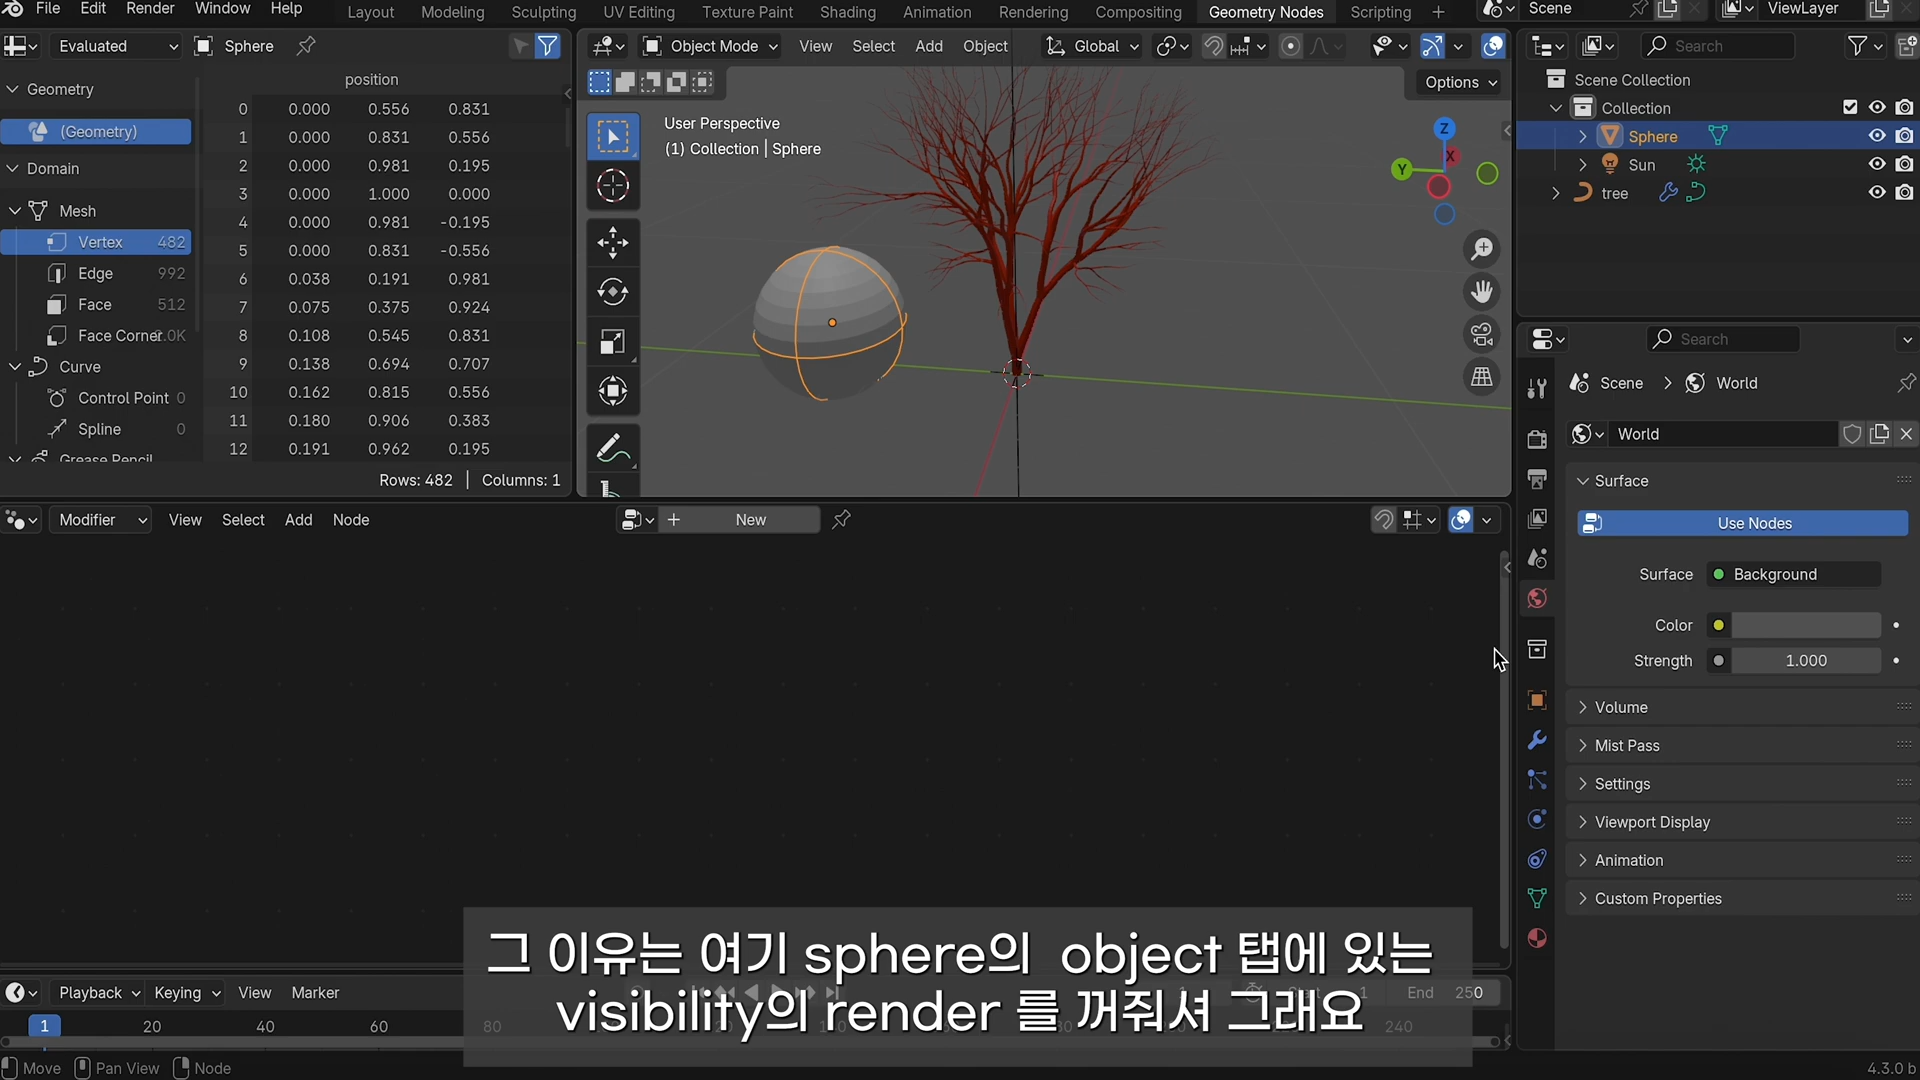 File Edit Render Window Help Layout Modeling Sculpting UV Editing Texture Paint Shading Animation Rendering Compositing Geometry Nodes Scripting + Scene ViewLayer
Evaluated Sphere
Object Mode View Select Add Object Global
Search
Options
position
Geometry
(Geometry)
Domain
Mesh
Vertex 482
Edge 992
Face 512
Face Corner
Curve
Control Point 0
Spline 0
Grease Pencil
0 0.000 0.556 0.831
1 0.000 0.831 0.556
2 0.000 0.981 0.195
3 0.000 1.000 0.000
4 0.000 0.981 -0.195
5 0.000 0.831 -0.556
6 0.038 0.191 0.981
7 0.075 0.375 0.924
8 0.108 0.545 0.831
9 0.138 0.694 0.707
10 0.162 0.815 0.556
11 0.180 0.906 0.383
12 0.191 0.962 0.195
Rows: 482 | Columns: 1
User Perspective
(1) Collection | Sphere
Z
X
Y
Scene Collection
Collection
Sphere
Sun
tree
Search
Scene > World
World
Surface
Use Nodes
Surface Background
Color
Strength 1.000
Volume
Mist Pass
Settings
Viewport Display
Animation
Custom Properties
Modifier View Select Add Node + New
그 이유는 여기 sphere의 object 탭에 있는
visibility의 render 를 꺼줘셔 그래요
Playback Keying View Marker
1 End 250
1 20 40 60 80 240
Move Pan View Node
4.3.0 b